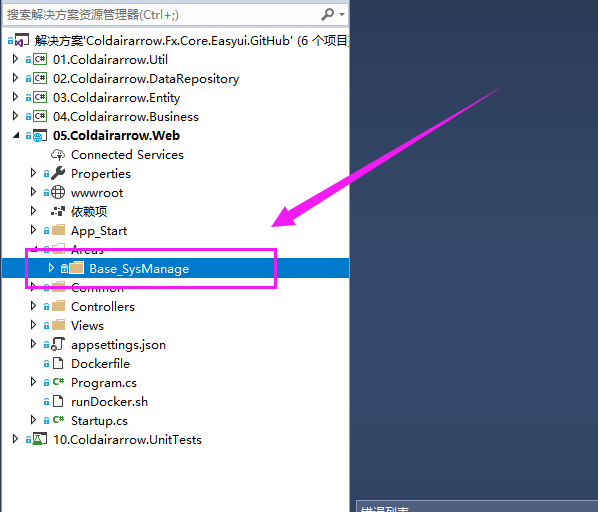 搜索解决方案资源管理器(Ctrl+;)
解决方案'Coldairarrow.Fx.Core.Easyui.GitHub' (6 个项目)
01.Coldairarrow.Util
02.Coldairarrow.DataRepository
03.Coldairarrow.Entity
04.Coldairarrow.Business
05.Coldairarrow.Web
Connected Services
Properties
wwwroot
依赖项
App_Start
Areas
Base_SysManage
Common
Controllers
Views
appsettings.json
Dockerfile
C# Program.cs
runDocker.sh
C# Startup.cs
10.Coldairarrow.UnitTests
错误列表